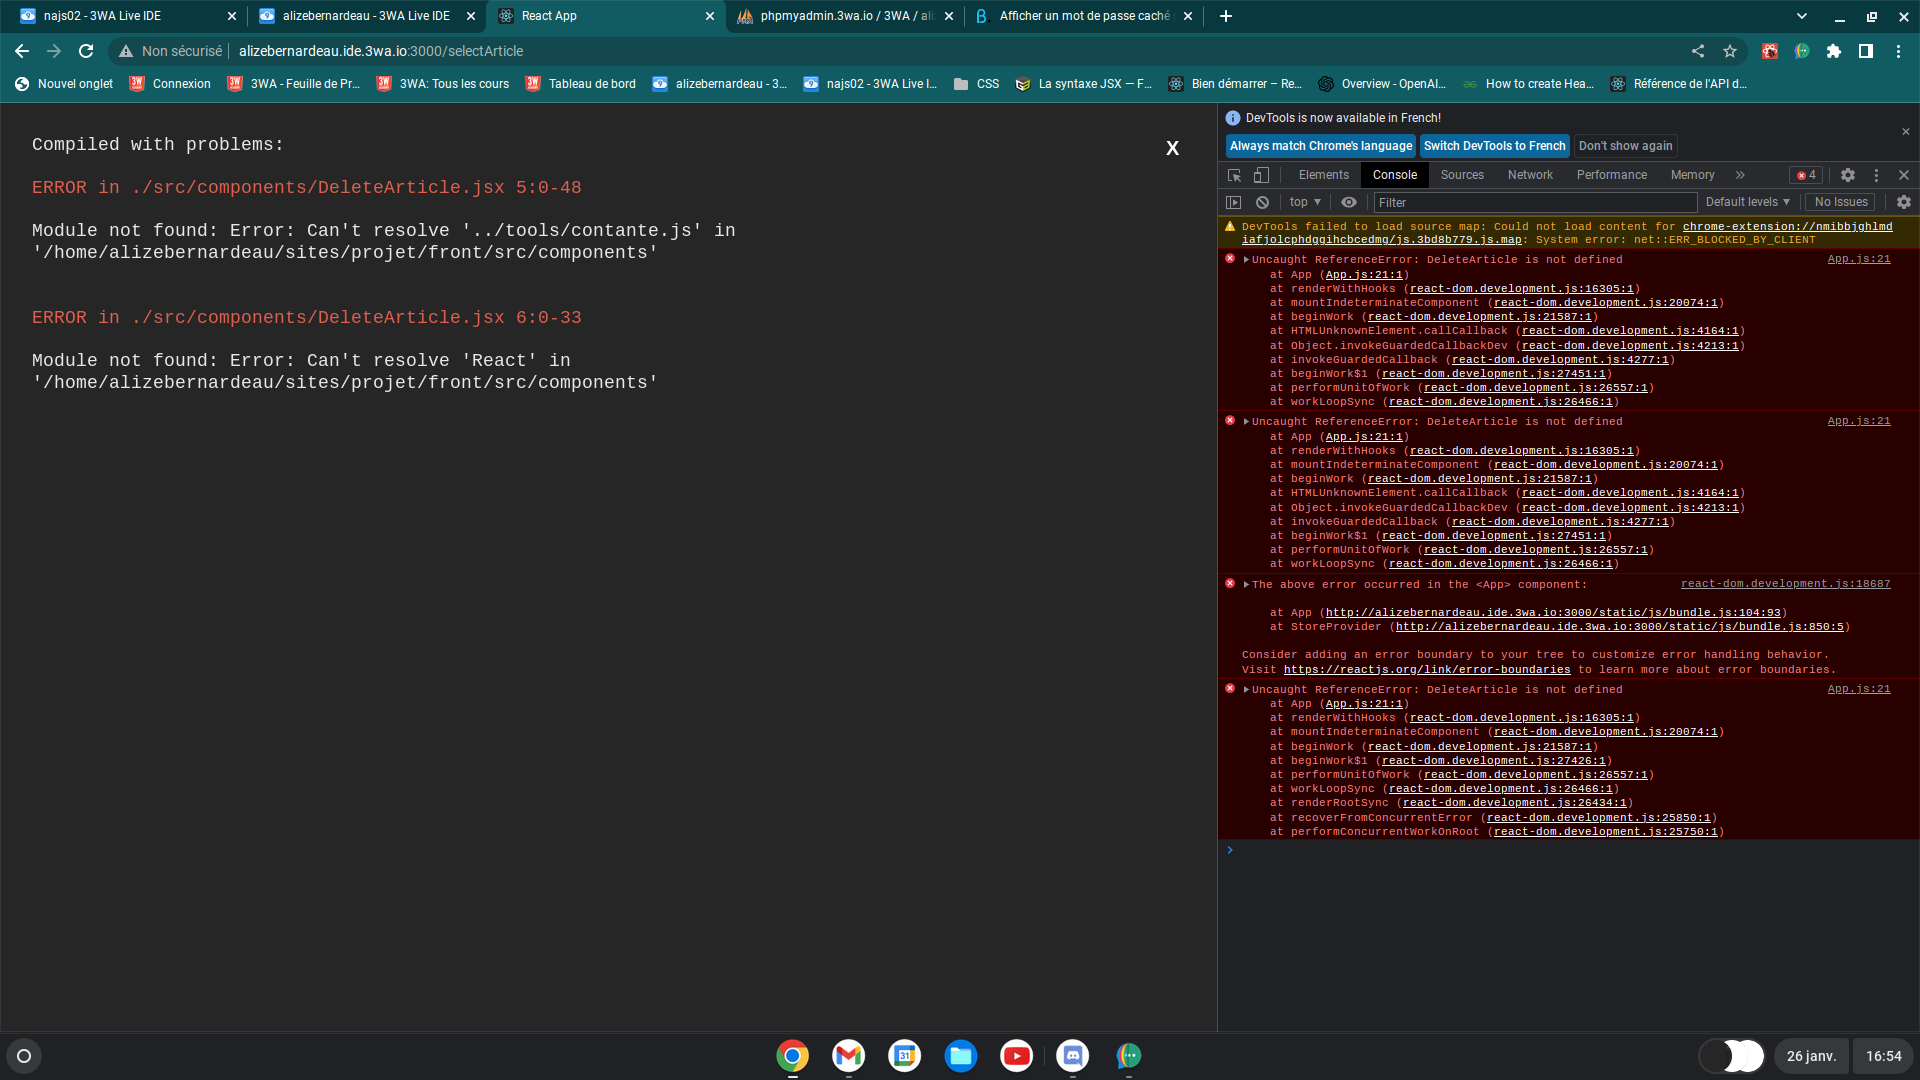 najs02 - 3WA Live IDE
alizebernardeau - 3WA Live IDE
React App
phpmyadmin.3wa.io / 3WA / ali
Afficher un mot de passe caché
Non sécurisé
alizebernardeau.ide.3wa.io:3000/selectArticle
Nouvel onglet
Connexion
3WA - Feuille de Pr...
3WA: Tous les cours
Tableau de bord
alizebernardeau - 3...
najs02 - 3WA Live I...
CSS
La syntaxe JSX — F...
Bien démarrer – Re...
Overview - OpenAI...
How to create Hea...
Référence de l'API d...
Compiled with problems:
X
ERROR in ./src/components/DeleteArticle.jsx 5:0-48
Module not found: Error: Can't resolve '../tools/contante.js' in
'/home/alizebernardeau/sites/projet/front/src/components'
ERROR in ./src/components/DeleteArticle.jsx 6:0-33
Module not found: Error: Can't resolve 'React' in
'/home/alizebernardeau/sites/projet/front/src/components'
DevTools is now available in French!
Always match Chrome's language
Switch DevTools to French
Don't show again
Elements
Console
Sources
Network
Performance
Memory
4
top
Filter
Default levels
No Issues
DevTools failed to load source map: Could not load content for chrome-extension://nmibbjghlmd
iafjolcphdggihcbcedmg/js.3bd8b779.js.map: System error: net::ERR_BLOCKED_BY_CLIENT
Uncaught ReferenceError: DeleteArticle is not defined App.js:21
at App (App.js:21:1)
at renderWithHooks (react-dom.development.js:16305:1)
at mountIndeterminateComponent (react-dom.development.js:20074:1)
at beginWork (react-dom.development.js:21587:1)
at HTMLUnknownElement.callCallback (react-dom.development.js:4164:1)
at Object.invokeGuardedCallbackDev (react-dom.development.js:4213:1)
at invokeGuardedCallback (react-dom.development.js:4277:1)
at beginWork$1 (react-dom.development.js:27451:1)
at performUnitOfWork (react-dom.development.js:26557:1)
at workLoopSync (react-dom.development.js:26466:1)
Uncaught ReferenceError: DeleteArticle is not defined App.js:21
at App (App.js:21:1)
at renderWithHooks (react-dom.development.js:16305:1)
at mountIndeterminateComponent (react-dom.development.js:20074:1)
at beginWork (react-dom.development.js:21587:1)
at HTMLUnknownElement.callCallback (react-dom.development.js:4164:1)
at Object.invokeGuardedCallbackDev (react-dom.development.js:4213:1)
at invokeGuardedCallback (react-dom.development.js:4277:1)
at beginWork$1 (react-dom.development.js:27451:1)
at performUnitOfWork (react-dom.development.js:26557:1)
at workLoopSync (react-dom.development.js:26466:1)
The above error occurred in the <App> component: react-dom.development.js:18687
at App (http://alizebernardeau.ide.3wa.io:3000/static/js/bundle.js:104:93)
at StoreProvider (http://alizebernardeau.ide.3wa.io:3000/static/js/bundle.js:850:5)
Consider adding an error boundary to your tree to customize error handling behavior.
Visit https://reactjs.org/link/error-boundaries to learn more about error boundaries.
Uncaught ReferenceError: DeleteArticle is not defined App.js:21
at App (App.js:21:1)
at renderWithHooks (react-dom.development.js:16305:1)
at mountIndeterminateComponent (react-dom.development.js:20074:1)
at beginWork (react-dom.development.js:21587:1)
at beginWork$1 (react-dom.development.js:27426:1)
at performUnitOfWork (react-dom.development.js:26557:1)
at workLoopSync (react-dom.development.js:26466:1)
at renderRootSync (react-dom.development.js:26434:1)
at recoverFromConcurrentError (react-dom.development.js:25850:1)
at performConcurrentWorkOnRoot (react-dom.development.js:25750:1)
31
26 janv.
16:54